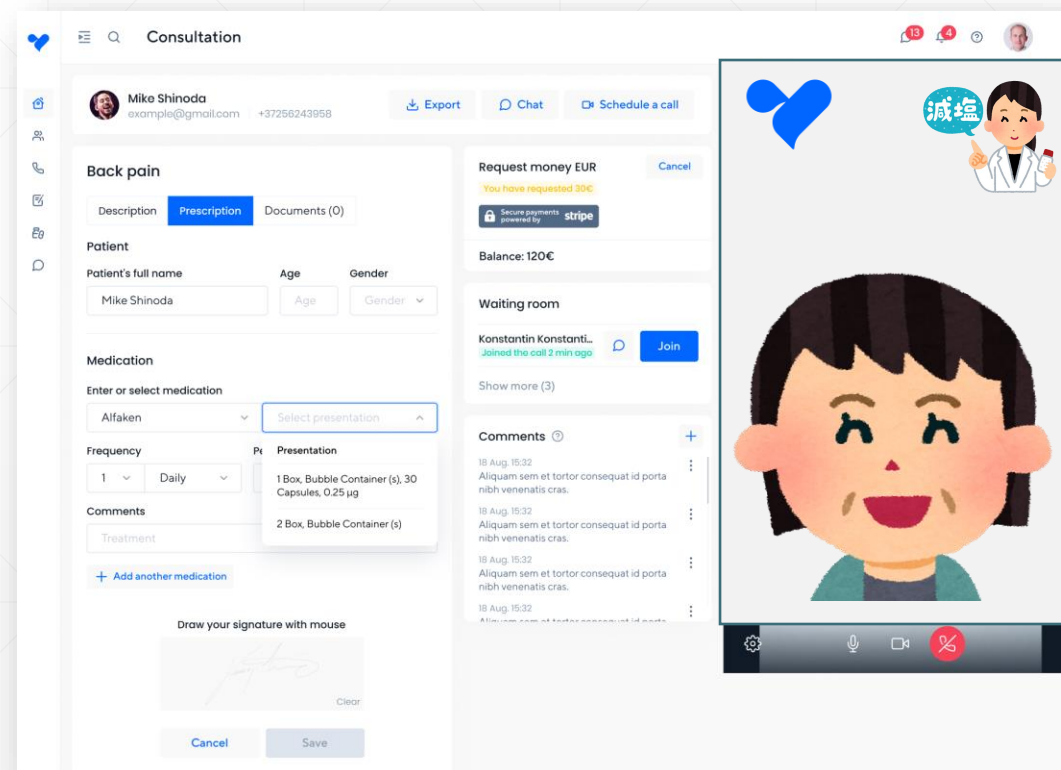 Consultation
13
4
Mike Shinoda
example@gmail.com
+37256243958
Export
Chat
Schedule a call
減塩
Back pain
Description
Prescription
Documents (0)
Patient
Patient's full name
Age
Gender
Mike Shinoda
Age
Gender
Medication
Enter or select medication
Alfaken
Select presentation
Frequency
Presentation
1
Daily
1 Box, Bubble Container (s), 30
Capsules, 0.25 µg
2 Box, Bubble Container (s)
Comments
Treatment
Add another medication
Draw your signature with mouse
Clear
Cancel
Save
Request money EUR
Cancel
You have requested 30€
Secure payments
powered by
stripe
Balance: 120€
Waiting room
Konstantin Konstanti...
Joined the call 2 min ago
Join
Show more (3)
Comments
18 Aug. 15:32
Aliquam sem et tortor consequat id porta
nibh venenatis cras.
18 Aug. 15:32
Aliquam sem et tortor consequat id porta
nibh venenatis cras.
18 Aug. 15:32
Aliquam sem et tortor consequat id porta
nibh venenatis cras.
18 Aug. 15:32